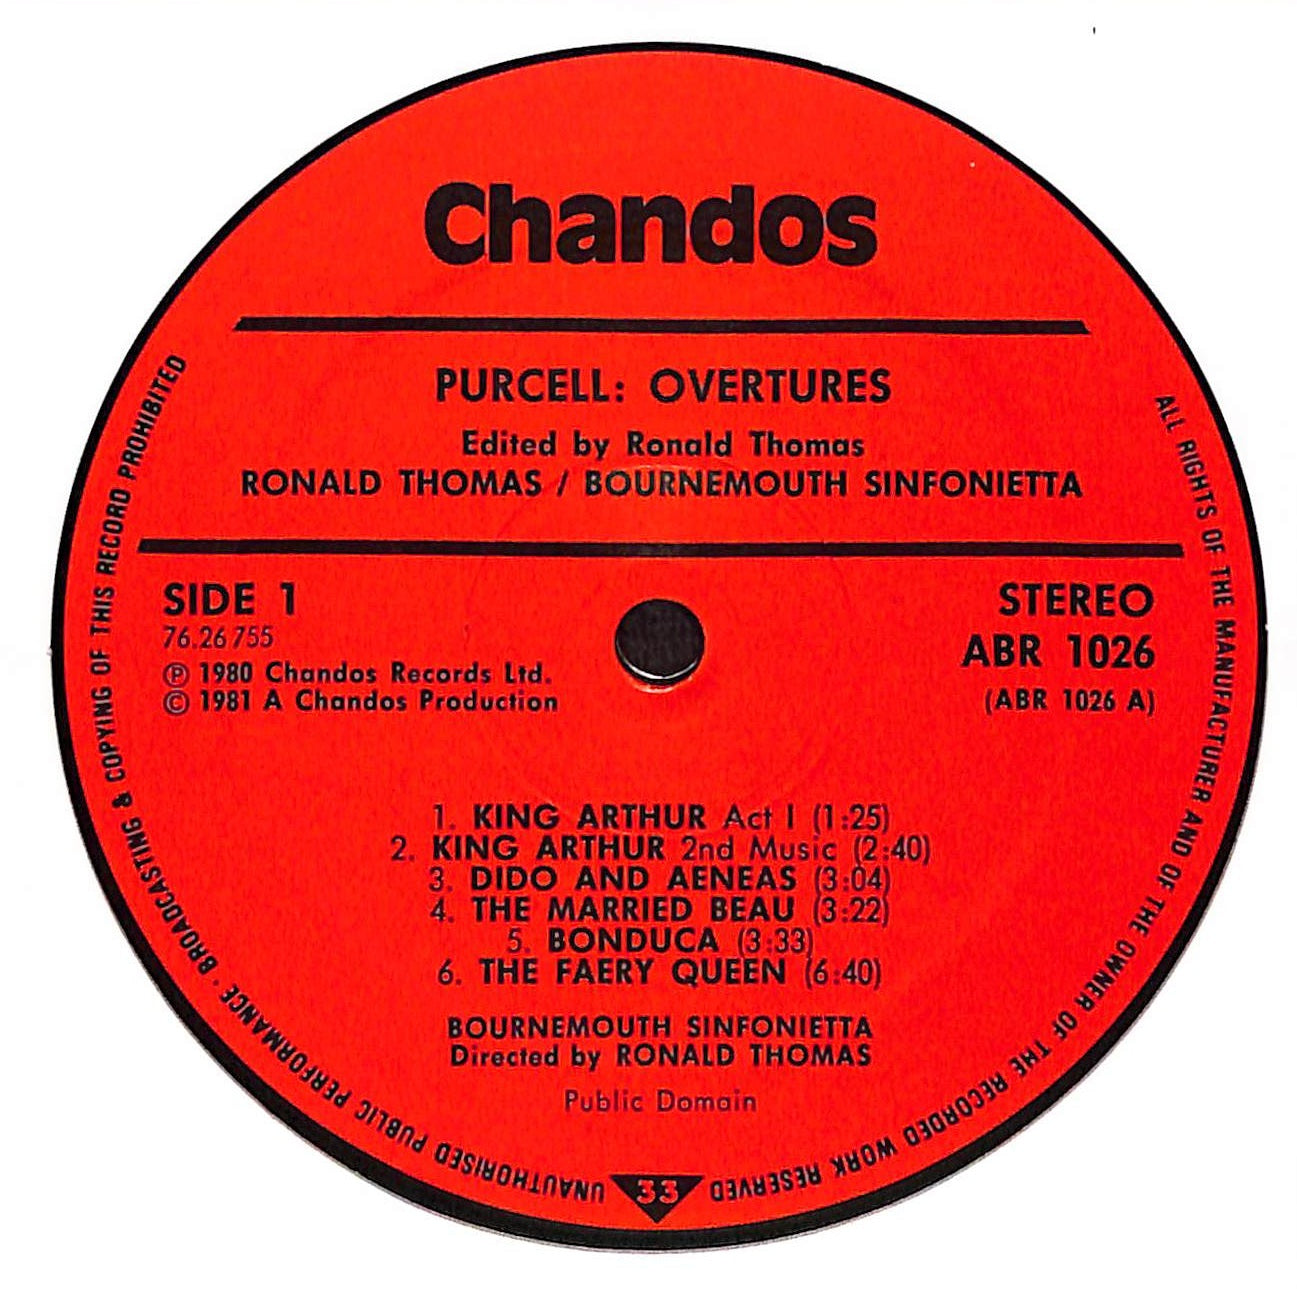 Chandos
PURCELL: OVERTURES
Edited by Ronald Thomas
RONALD THOMAS / BOURNEMOUTH SINFONIETTA
SIDE 1
76.26755
℗ 1980 Chandos Records Ltd.
© 1981 A Chandos Production
STEREO
ABR 1026
(ABR 1026 A)
1. KING ARTHUR Act I (1:25)
2. KING ARTHUR 2nd Music (2:40)
3. DIDO AND AENEAS (3:04)
4. THE MARRIED BEAU (3:22)
5. BONDUCA (3:33)
6. THE FAERY QUEEN (6:40)
BOURNEMOUTH SINFONIETTA
Directed by RONALD THOMAS
Public Domain
33
ALL RIGHTS OF THE MANUFACTURER AND OF THE OWNER OF THE RECORDED WORK RESERVED
UNAUTHORISED PUBLIC PERFORMANCE · BROADCASTING & COPYING OF THIS RECORD PROHIBITED